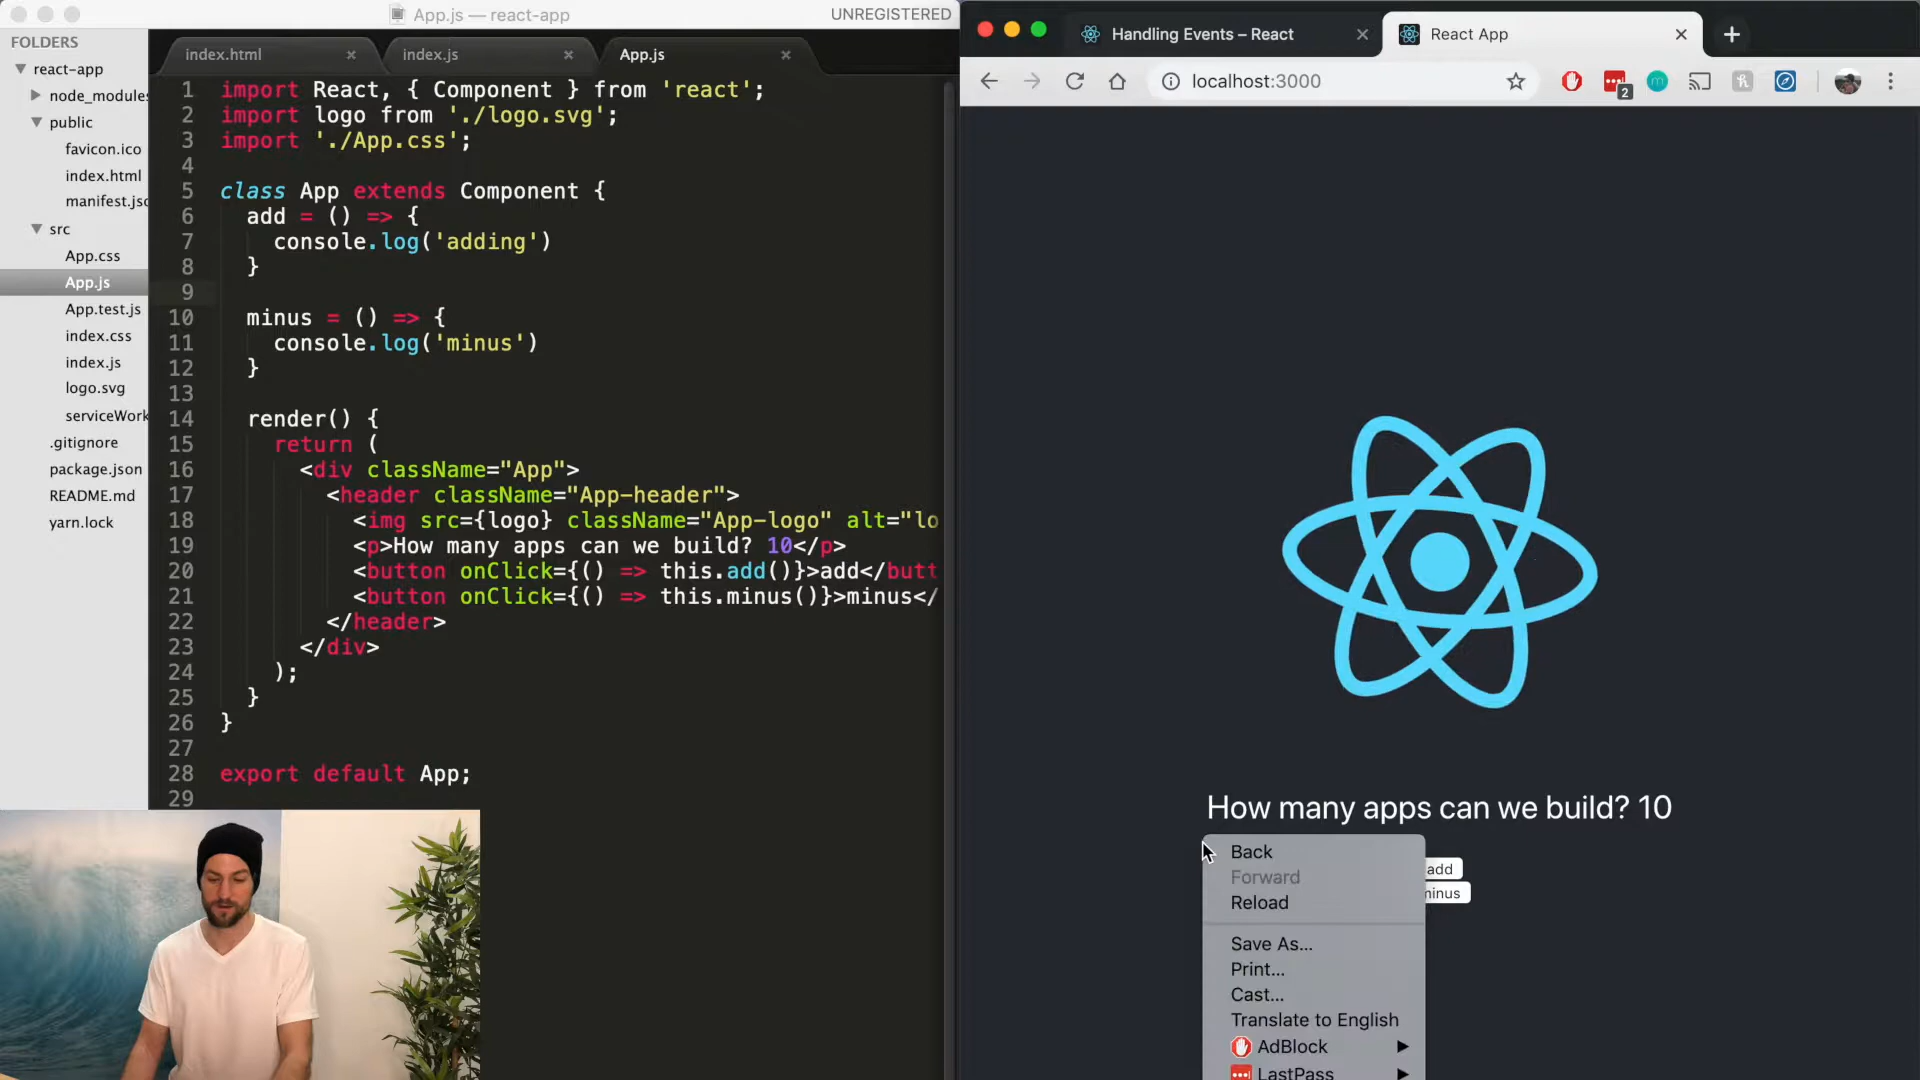 App.js — react-app
UNREGISTERED
FOLDERS
react-app
node_modules
public
favicon.ico
index.html
manifest.jsc
src
App.css
App.js
App.test.js
index.css
index.js
logo.svg
serviceWork
.gitignore
package.json
README.md
yarn.lock
index.html
index.js
App.js
1 import React, { Component } from 'react';
2 import logo from './logo.svg';
3 import './App.css';
4
5 class App extends Component {
6 add = () => {
7 console.log('adding')
8 }
9
10 minus = () => {
11 console.log('minus')
12 }
13
14 render() {
15 return (
16 <div className="App">
17 <header className="App-header">
18 <img src={logo} className="App-logo" alt="lo
19 <p>How many apps can we build? 10</p>
20 <button onClick={() => this.add()}>add</butt
21 <button onClick={() => this.minus()}>minus</
22 </header>
23 </div>
24 );
25 }
26 }
27
28 export default App;
29
Handling Events – React
React App
localhost:3000
2
How many apps can we build? 10
add
minus
Back
Forward
Reload
Save As...
Print...
Cast...
Translate to English
AdBlock
LastPass